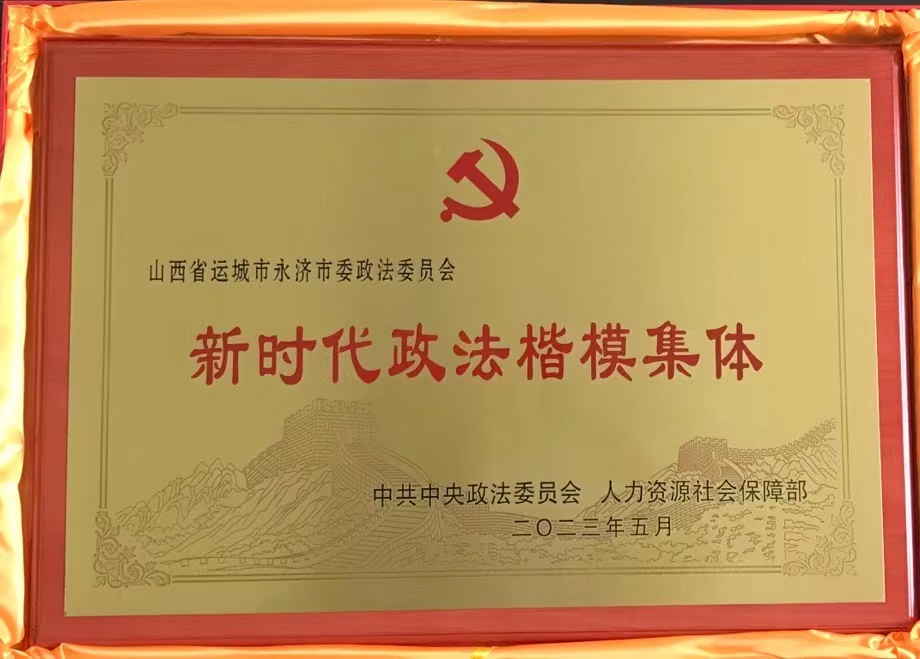 山西省运城市永济市委政法委员会
新时代政法楷模集体
中共中央政法委员会 人力资源社会保障部
二〇二三年五月